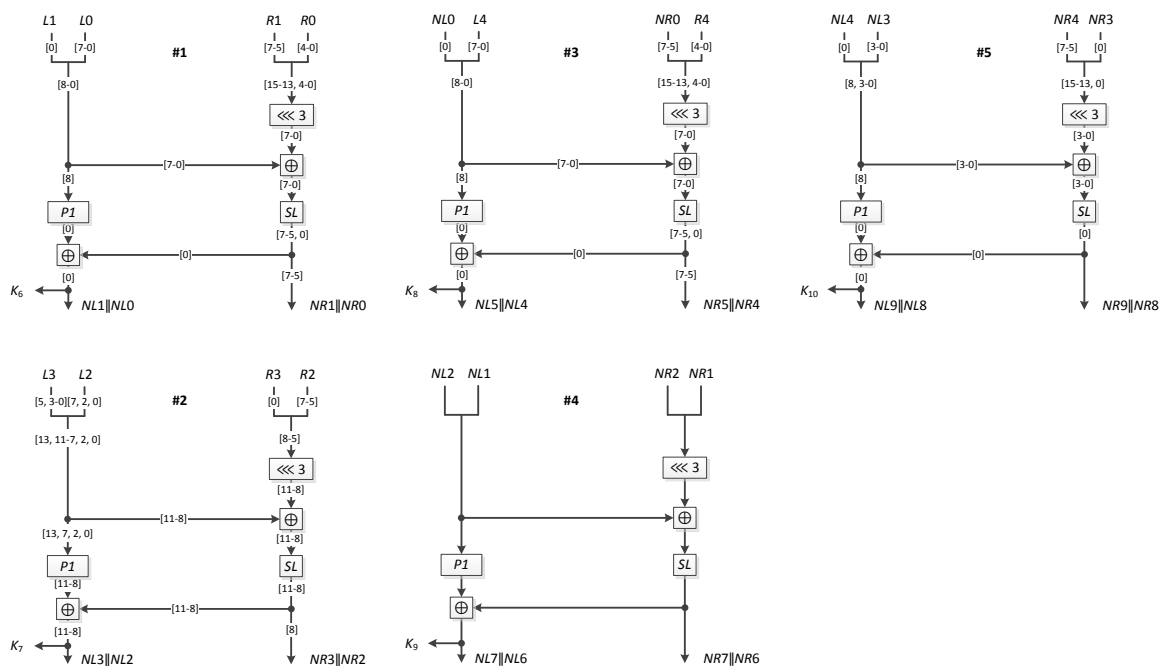 L1 L0 R1 R0
[0] [7-0] #1 [7-5] [4-0]
[8-0] [15-13, 4-0]
<<< 3
[7-0]
[7-0] ⊕
[8] [7-0]
P1 SL
[0] [7-5, 0]
⊕ [0]
[0] [7-5]
K6
NL1‖NL0 NR1‖NR0
NL0 L4 NR0 R4
[0] [7-0] #3 [7-5] [4-0]
[8-0] [15-13, 4-0]
<<< 3
[7-0]
[7-0] ⊕
[8] [7-0]
P1 SL
[0] [7-5, 0]
⊕ [0]
[0] [7-5]
K8
NL5‖NL4 NR5‖NR4
NL4 NL3 NR4 NR3
[0] [3-0] #5 [7-5] [0]
[8, 3-0] [15-13, 0]
<<< 3
[3-0]
[3-0] ⊕
[8] [3-0]
P1 SL
[0] [0]
⊕ [0]
[0]
K10
NL9‖NL8 NR9‖NR8
L3 L2 R3 R2
[5, 3-0][7, 2, 0] #2 [0] [7-5]
[13, 11-7, 2, 0] [8-5]
<<< 3
[11-8]
[11-8] ⊕
[13, 7, 2, 0] [11-8]
P1 SL
[11-8] [11-8]
⊕ [11-8]
[11-8] [8]
K7
NL3‖NL2 NR3‖NR2
NL2 NL1 NR2 NR1
#4
<<< 3
⊕
P1 SL
⊕
K9
NL7‖NL6 NR7‖NR6